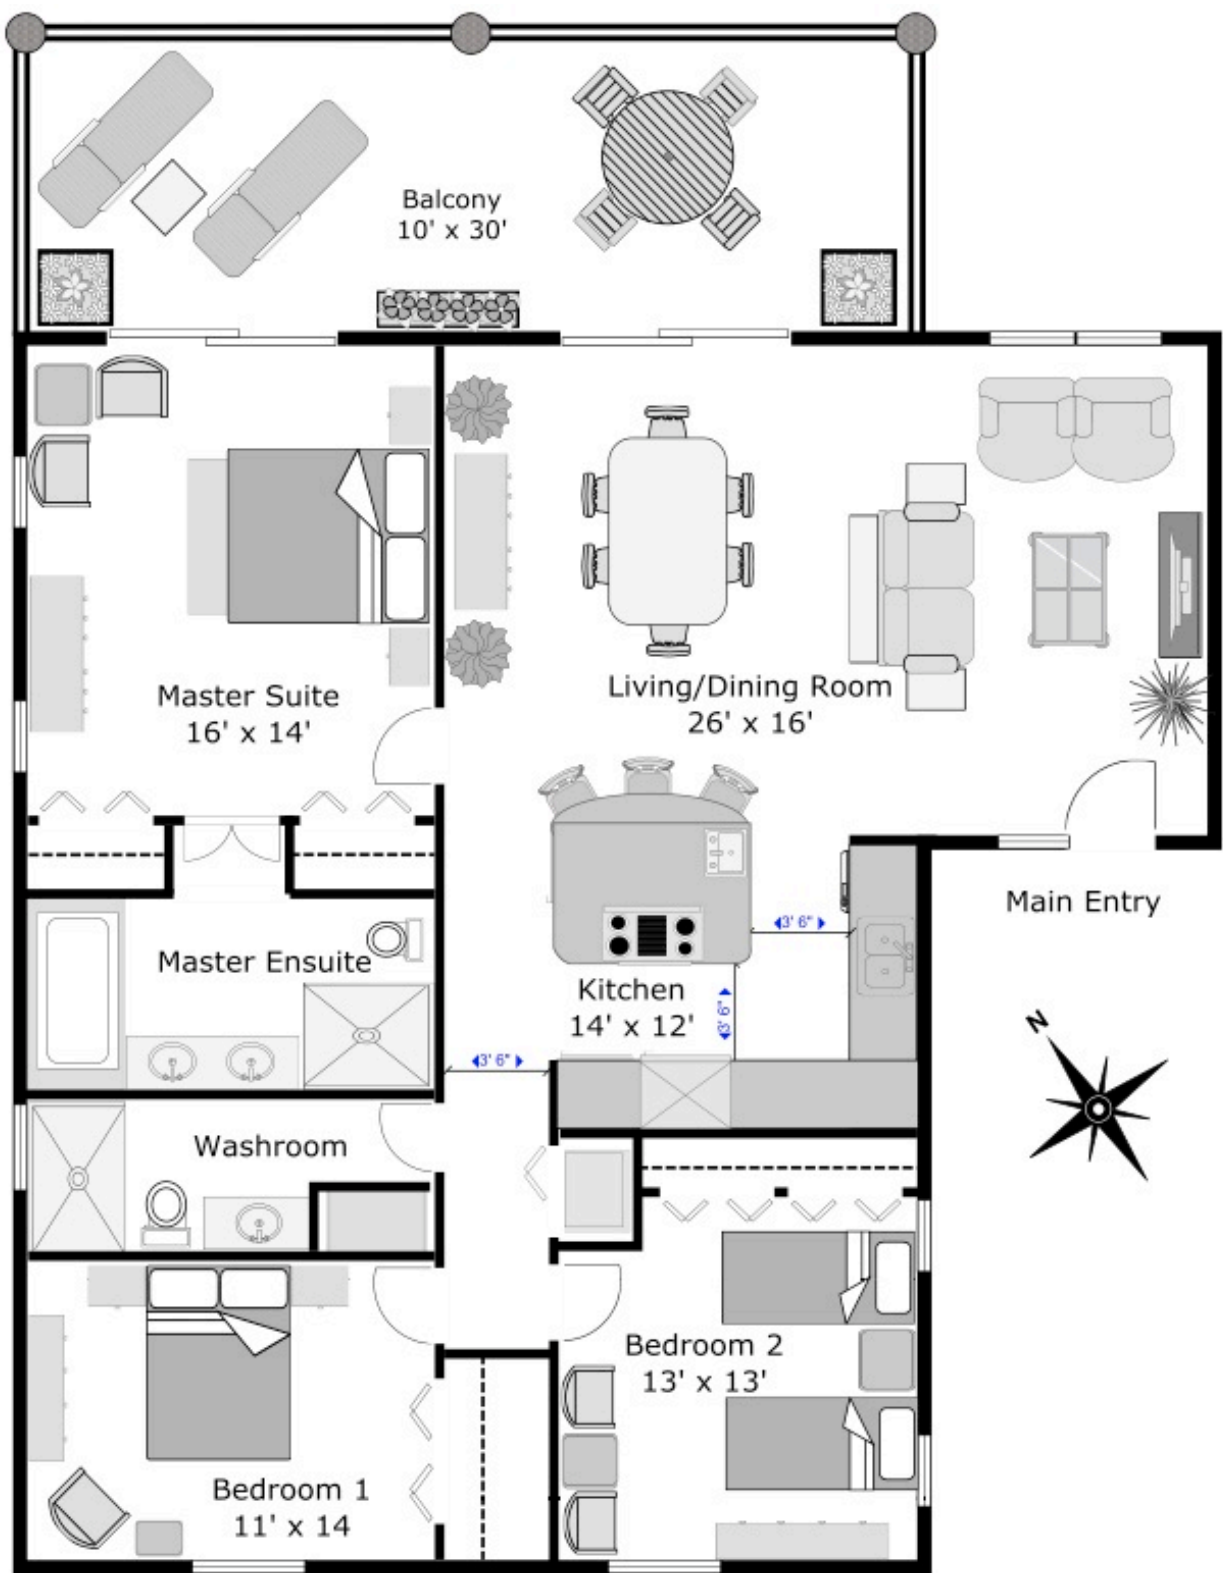 Balcony
10' x 30'
Master Suite
16' x 14'
Living/Dining Room
26' x 16'
Main Entry
3' 6"
Master Ensuite
Kitchen
14' x 12'
3' 6"
N
3' 6"
Washroom
Bedroom 2
13' x 13'
Bedroom 1
11' x 14